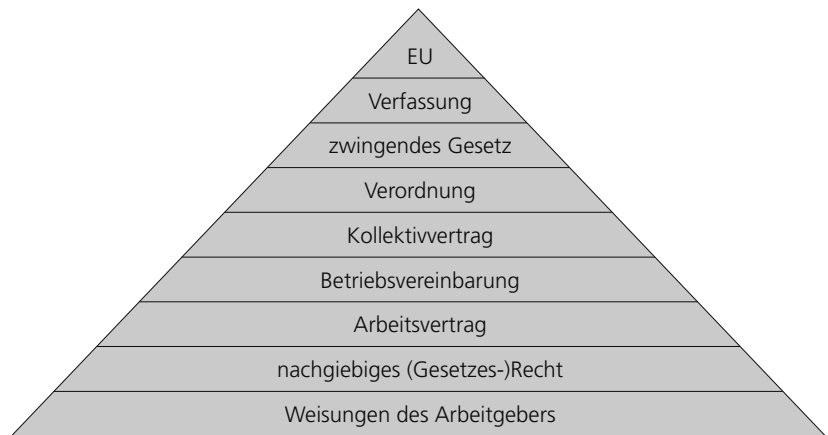 EU
Verfassung
zwingendes Gesetz
Verordnung
Kollektivvertrag
Betriebsvereinbarung
Arbeitsvertrag
nachgiebiges (Gesetzes-)Recht
Weisungen des Arbeitgebers